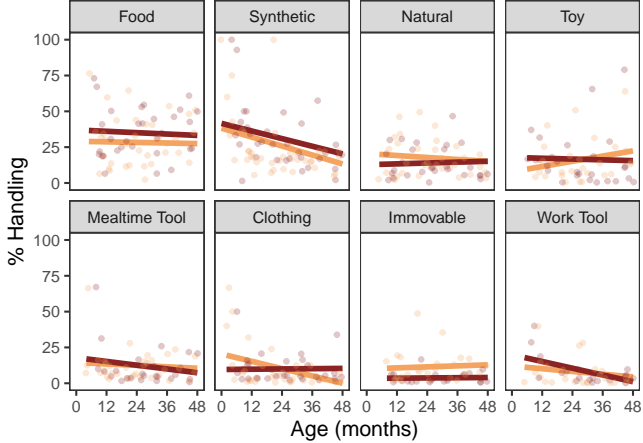 Food Synthetic Natural Toy
100
75
50
25
0
Mealtime Tool Clothing Immovable Work Tool
100
75
50
25
0
0 12 24 36 48 0 12 24 36 48 0 12 24 36 48 0 12 24 36 48
Age (months)
% Handling